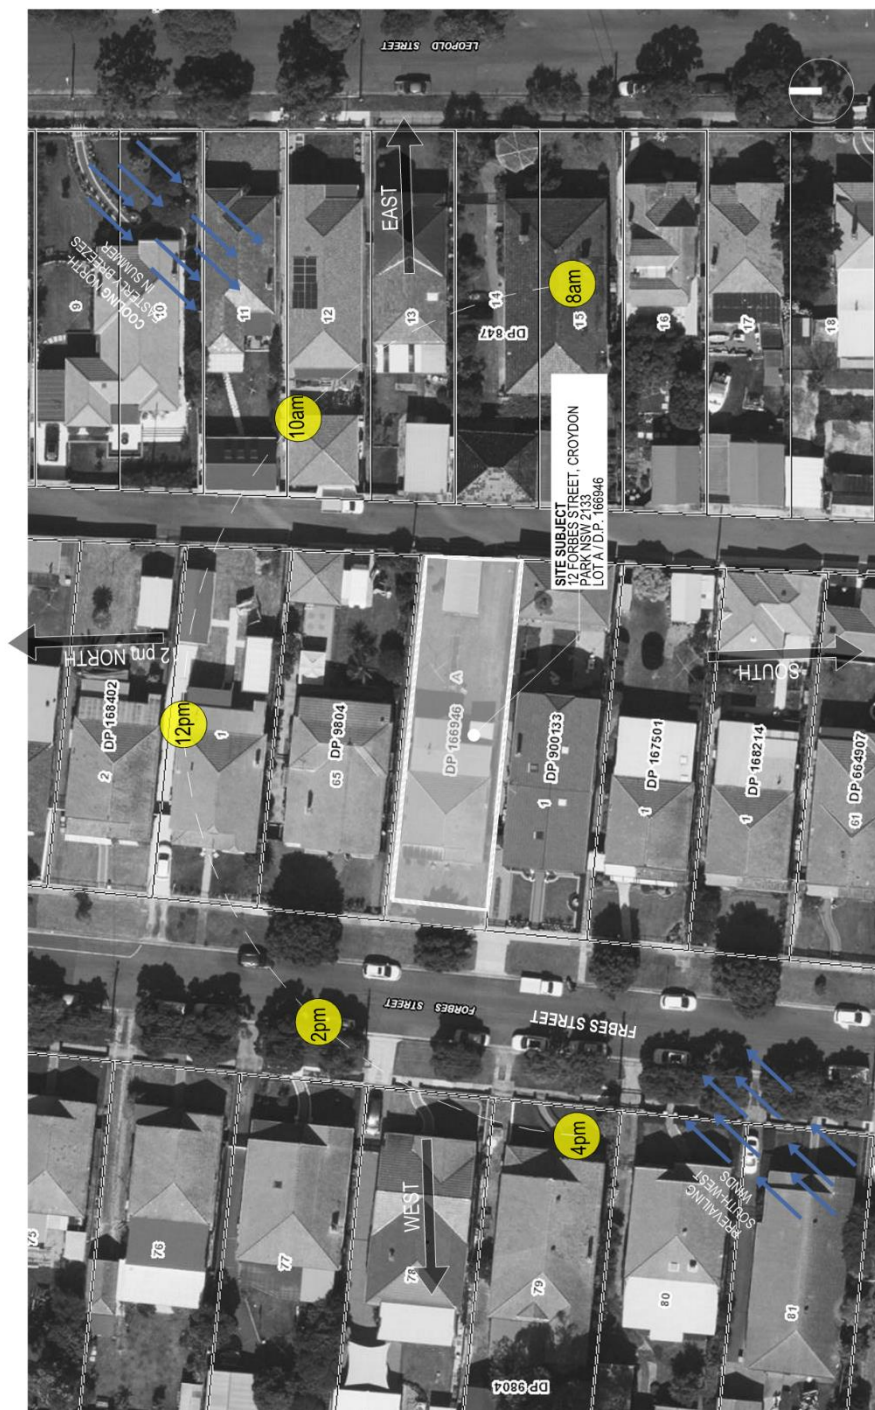 LEOPOLD STREET
EAST
COOLING NORTH-
EASTERLY BREEZES
IN SUMMER
9
10
11
12
13
14
DP 847
15
16
17
18
8am
10am
SITE SUBJECT
12 FORBES STREET, CROYDON
PARK NSW 2133
LOT A / D.P. 166946
12 pm NORTH
SOUTH
2
DP 168402
12pm
1
65 DP 9804
A
DP 166946
1
DP 900133
1
DP 167501
1
DP 168214
61
DP 664907
2pm
FORBES STREET
FRBES STREET
4pm
WEST
PREVAILING
SOUTH-WEST
WINDS
75
76
77
78
79
80
81
DP 9804